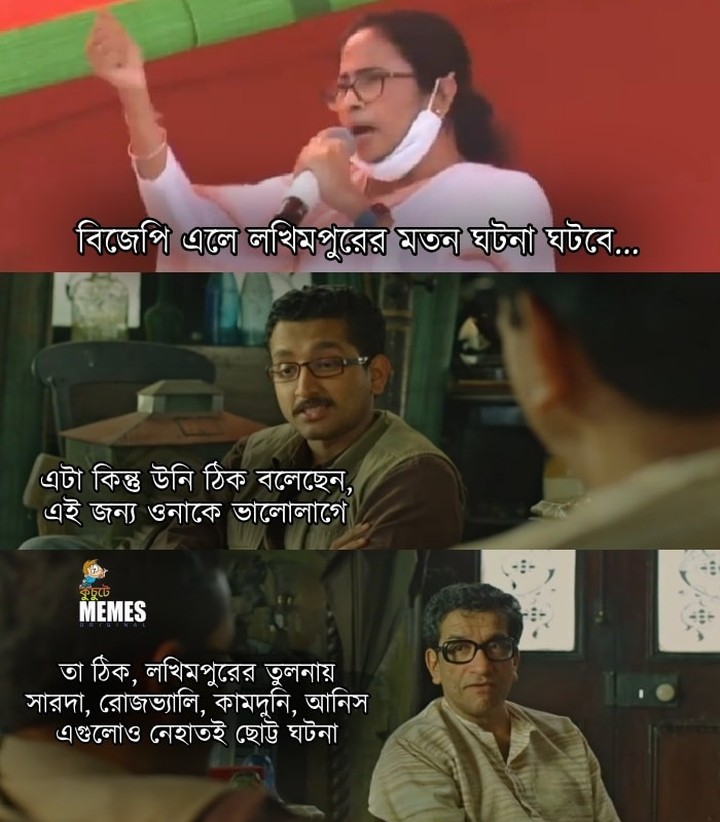 বিজেপি এলে লখিমপুরের মতন ঘটনা ঘটবে...
এটা কিন্তু উনি ঠিক বলেছেন,
এই জন্য ওনাকে ভালোলাগে
কুচুটে
MEMES
ORIGINAL
তা ঠিক, লখিমপুরের তুলনায়
সারদা, রোজভ্যালি, কামদুনি, আনিস
এগুলোও নেহাতই ছোট্ট ঘটনা